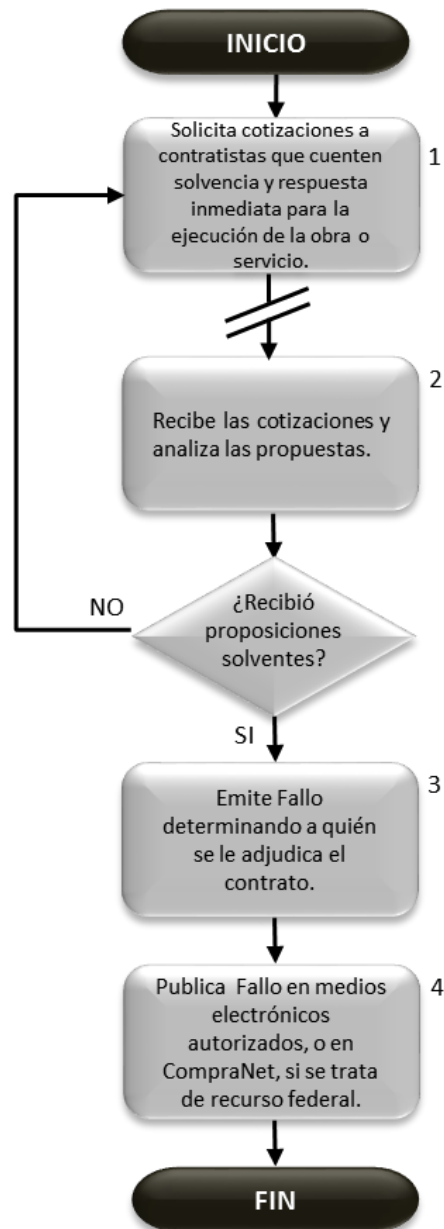 INICIO
Solicita cotizaciones a
contratistas que cuenten
solvencia y respuesta
inmediata para la
ejecución de la obra o
servicio.
1
Recibe las cotizaciones y
analiza las propuestas.
2
¿Recibió
proposiciones
solventes?
NO
SI
Emite Fallo
determinando a quién
se le adjudica el
contrato.
3
Publica Fallo en medios
electrónicos
autorizados, o en
CompraNet, si se trata
de recurso federal.
4
FIN